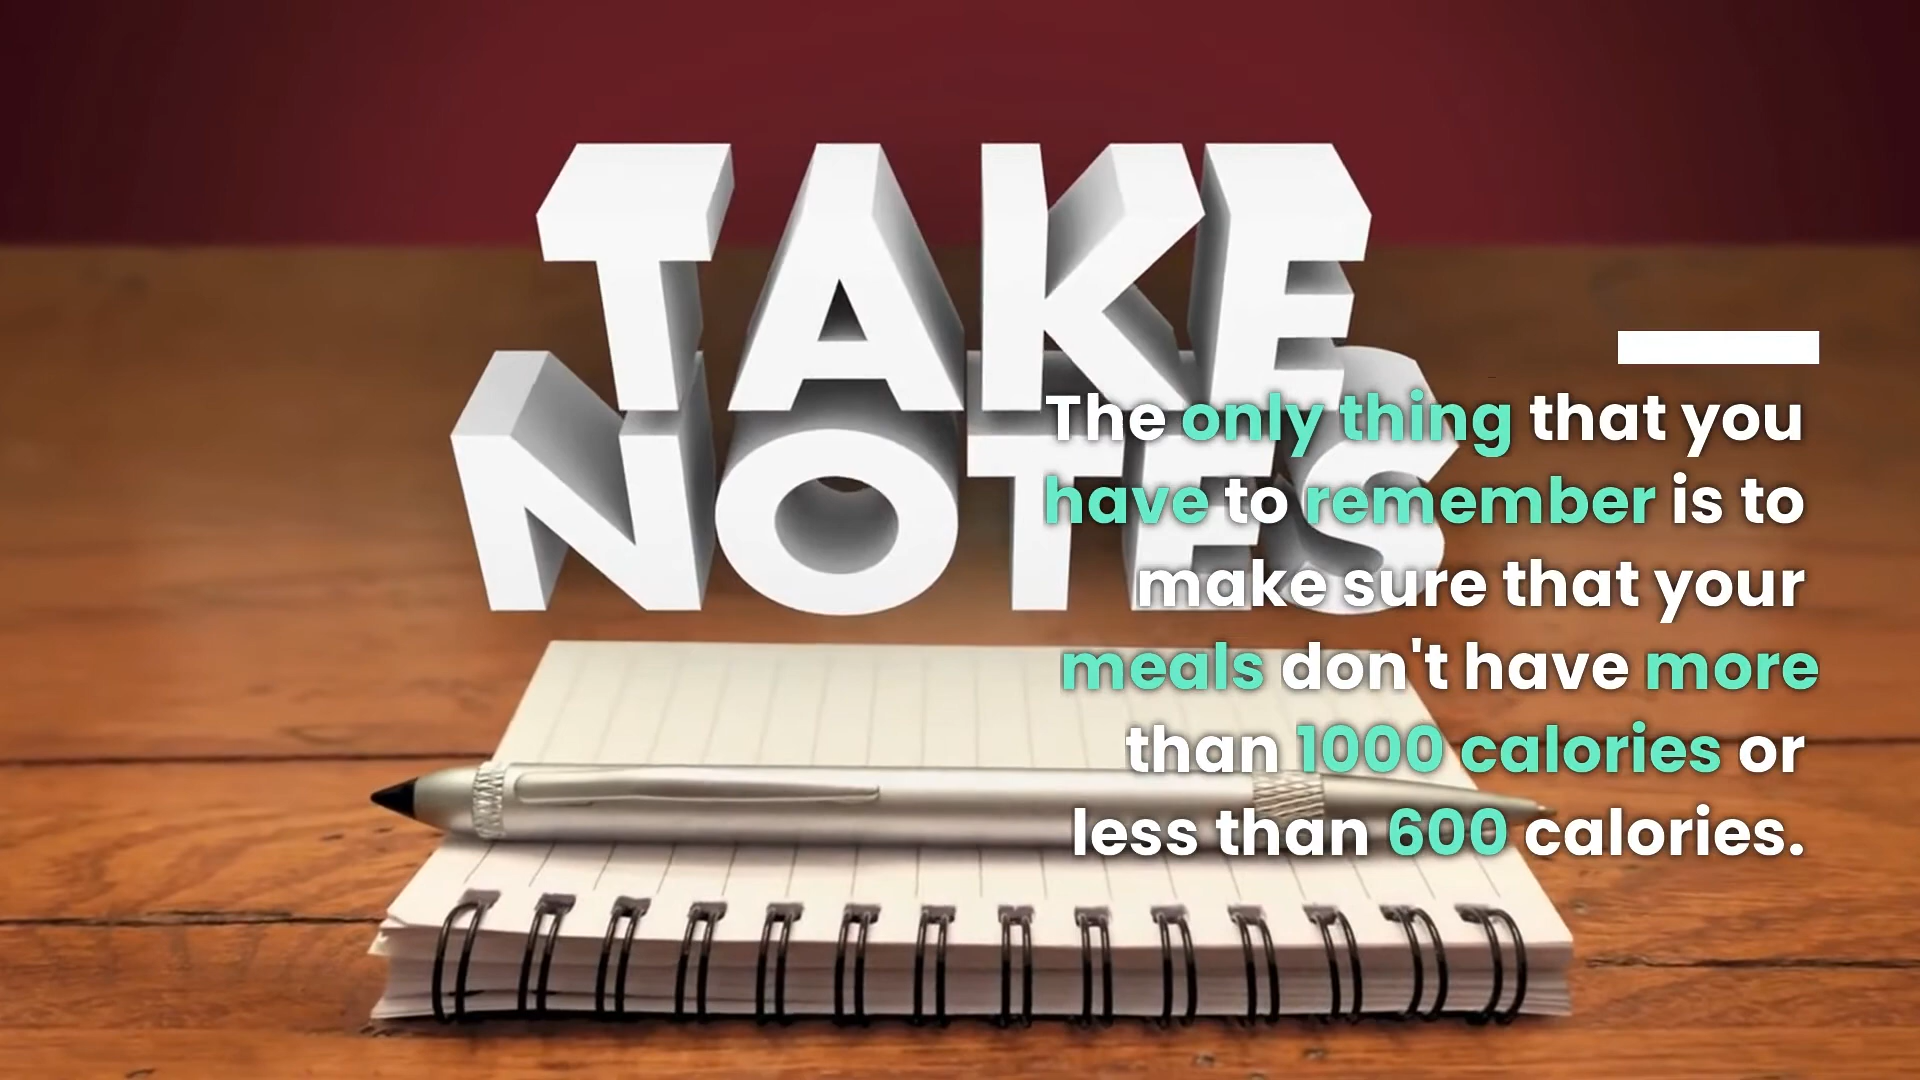 TAKE
NOTES
The only thing that you
have to remember is to
make sure that your
meals don't have more
than 1000 calories or
less than 600 calories.